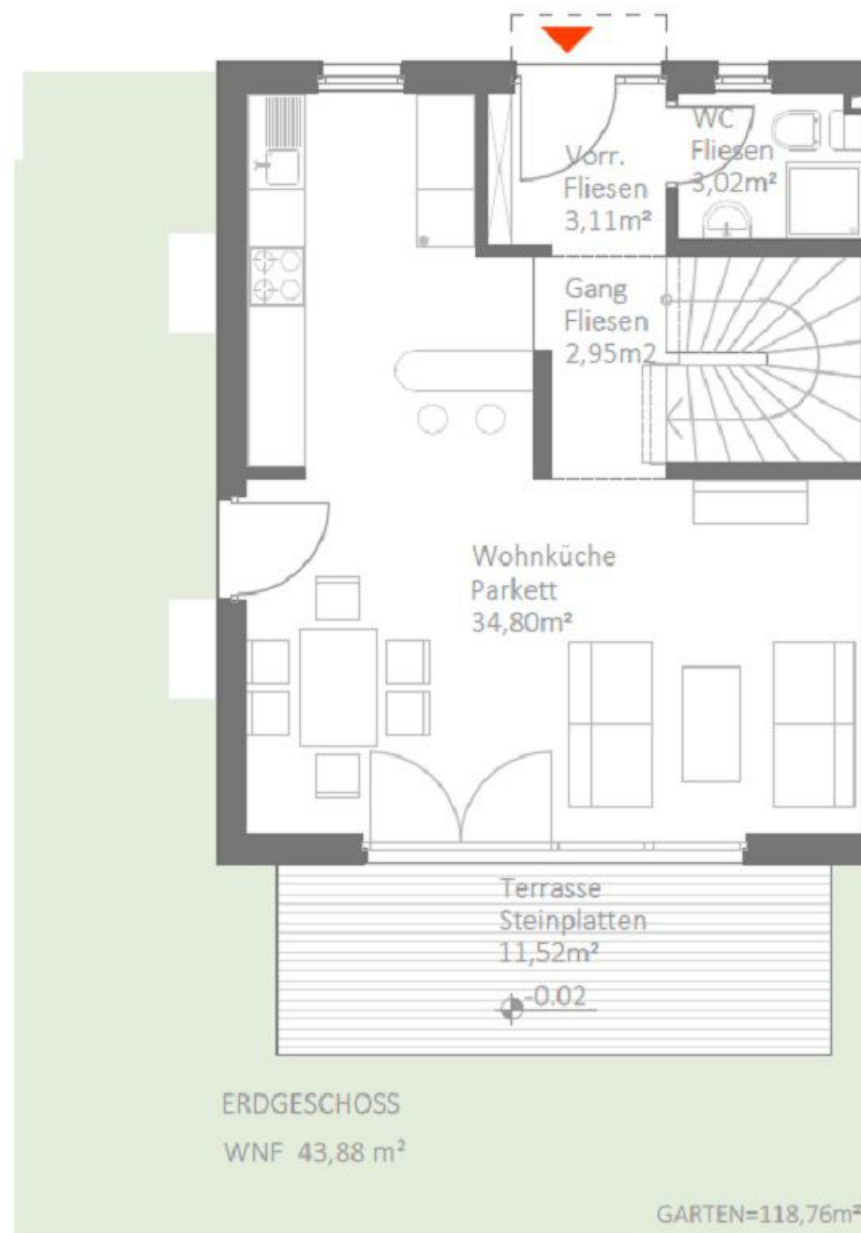 WC
Fliesen
3,02m²
Vorr.
Fliesen
3,11m²
Gang
Fliesen
2,95m2
Wohnküche
Parkett
34,80m²
Terrasse
Steinplatten
11,52m²
-0.02
ERDGESCHOSS
WNF 43,88 m²
GARTEN=118,76m²